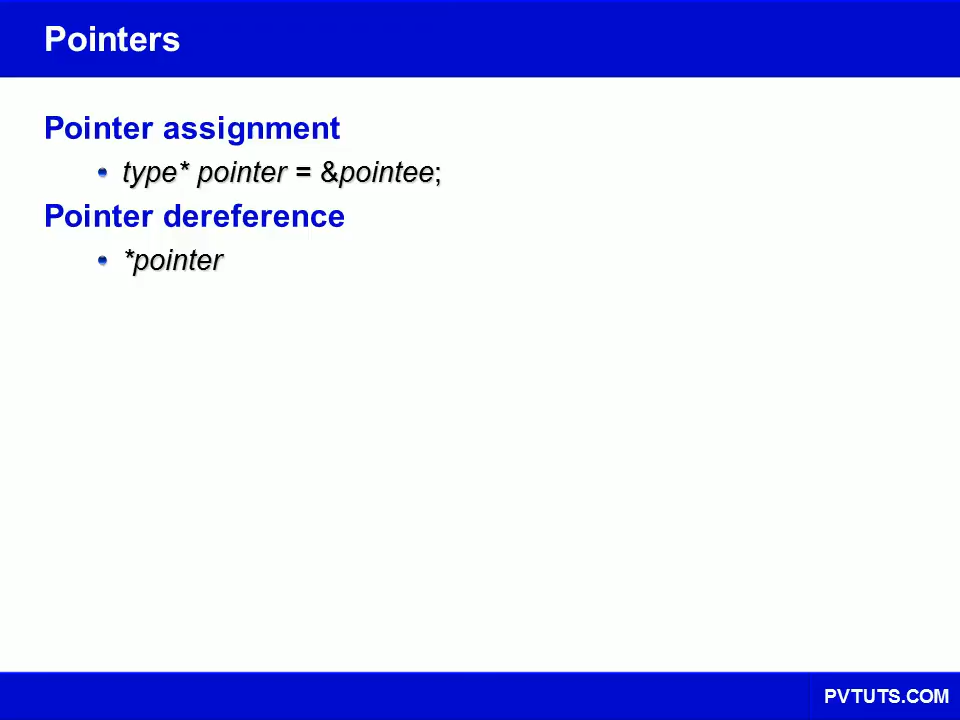 Pointers
Pointer assignment
type* pointer = &pointee;
Pointer dereference
*pointer
PVTUTS.COM